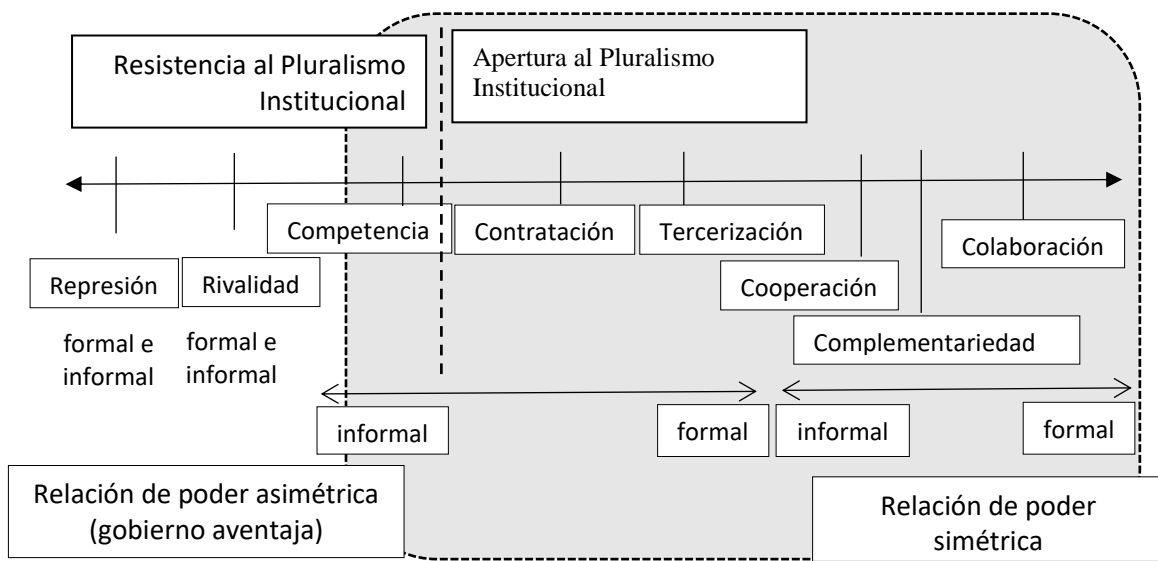 Resistencia al Pluralismo
Institucional
Apertura al Pluralismo
Institucional
Competencia
Contratación
Tercerización
Colaboración
Represión
Rivalidad
Cooperación
Complementariedad
formal e
informal
formal e
informal
informal
formal
informal
formal
Relación de poder asimétrica
(gobierno aventaja)
Relación de poder
simétrica